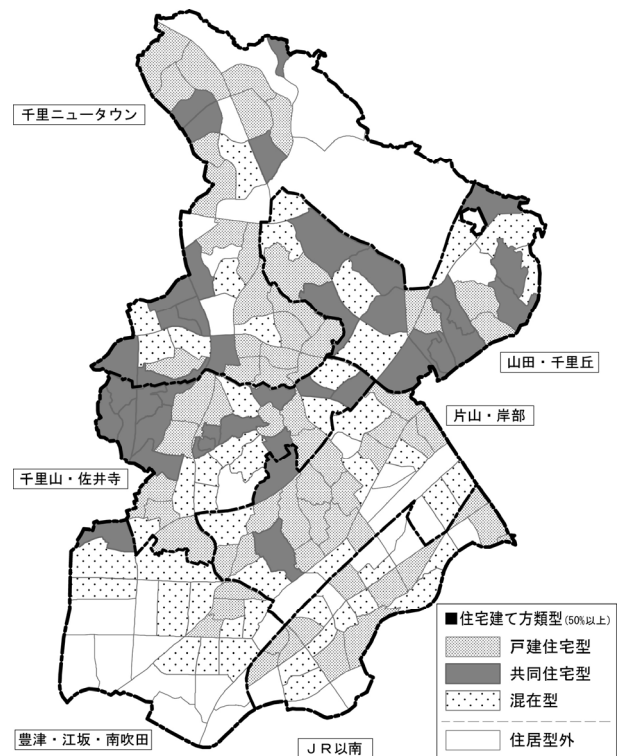 千里ニュータウン
山田・千里丘
片山・岸部
千里山・佐井寺
豊津・江坂・南吹田
ＪＲ以南
■住宅建て方類型(50%以上)
戸建住宅型
共同住宅型
混在型
住居型外